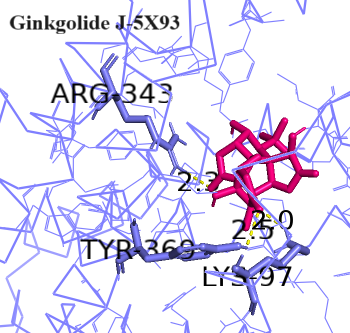 Ginkgolide J-5X93
ARG-343
2.3
2.0
TYR-369
LYS-97